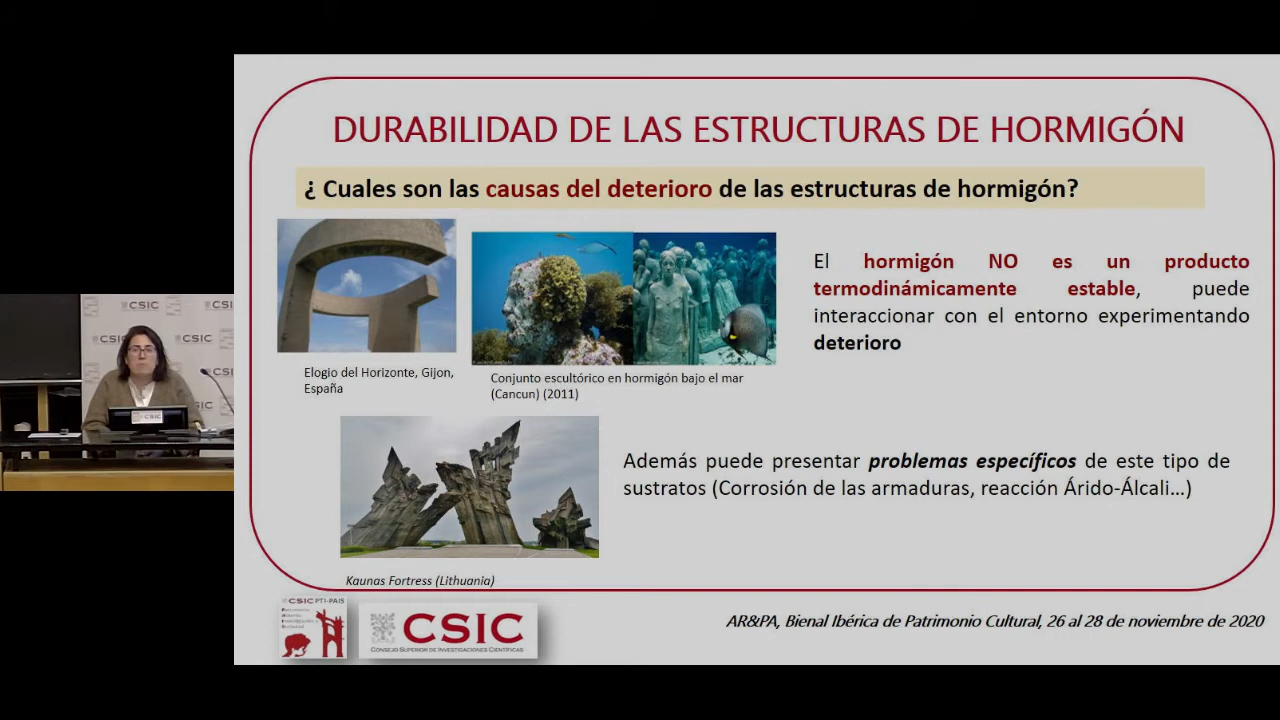 DURABILIDAD DE LAS ESTRUCTURAS DE HORMIGÓN
¿ Cuales son las causas del deterioro de las estructuras de hormigón?
El hormigón NO es un producto
termodinámicamente estable, puede
interaccionar con el entorno experimentando
deterioro
Elogio del Horizonte, Gijon,
España
Conjunto escultórico en hormigón bajo el mar
(Cancun) (2011)
Además puede presentar problemas específicos de este tipo de
sustratos (Corrosión de las armaduras, reacción Árido-Álcali...)
Kaunas Fortress (Lithuania)
CSIC PTI-PAIS
CSIC
CONSEJO SUPERIOR DE INVESTIGACIONES CIENTÍFICAS
AR&PA, Bienal Ibérica de Patrimonio Cultural, 26 al 28 de noviembre de 2020
CSIC
CSIC
CSIC
CSIC